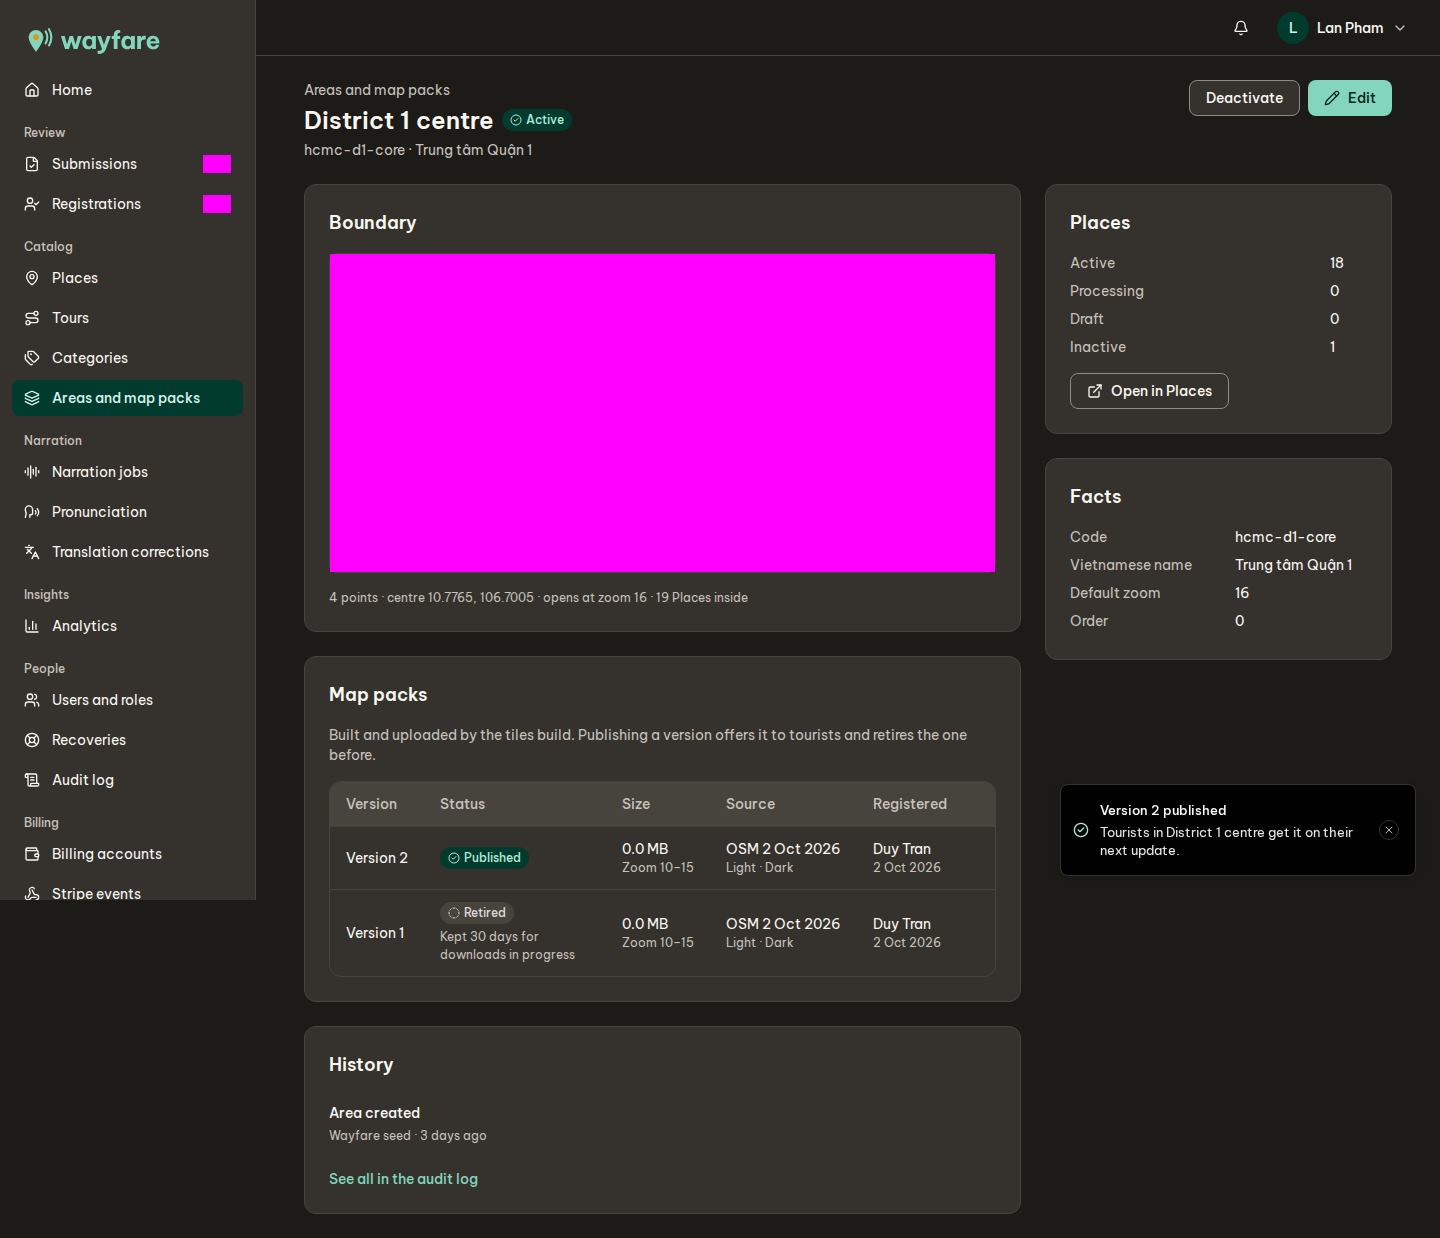 wayfare
Home
Review
Submissions
Registrations
Catalog
Places
Tours
Categories
Areas and map packs
Narration
Narration jobs
Pronunciation
Translation corrections
Insights
Analytics
People
Users and roles
Recoveries
Audit log
Billing
Billing accounts
Stripe events
L Lan Pham
Areas and map packs
District 1 centre Active
hcmc-d1-core · Trung tâm Quận 1
Deactivate Edit
Boundary
4 points · centre 10.7765, 106.7005 · opens at zoom 16 · 19 Places inside
Map packs
Built and uploaded by the tiles build. Publishing a version offers it to tourists and retires the one
before.
Version Status Size Source Registered
Version 2 Published 0.0 MB OSM 2 Oct 2026 Duy Tran
Zoom 10–15 Light · Dark 2 Oct 2026
Version 1 Retired 0.0 MB OSM 2 Oct 2026 Duy Tran
Kept 30 days for Zoom 10–15 Light · Dark 2 Oct 2026
downloads in progress
History
Area created
Wayfare seed · 3 days ago
See all in the audit log
Places
Active 18
Processing 0
Draft 0
Inactive 1
Open in Places
Facts
Code hcmc-d1-core
Vietnamese name Trung tâm Quận 1
Default zoom 16
Order 0
Version 2 published
Tourists in District 1 centre get it on their
next update.